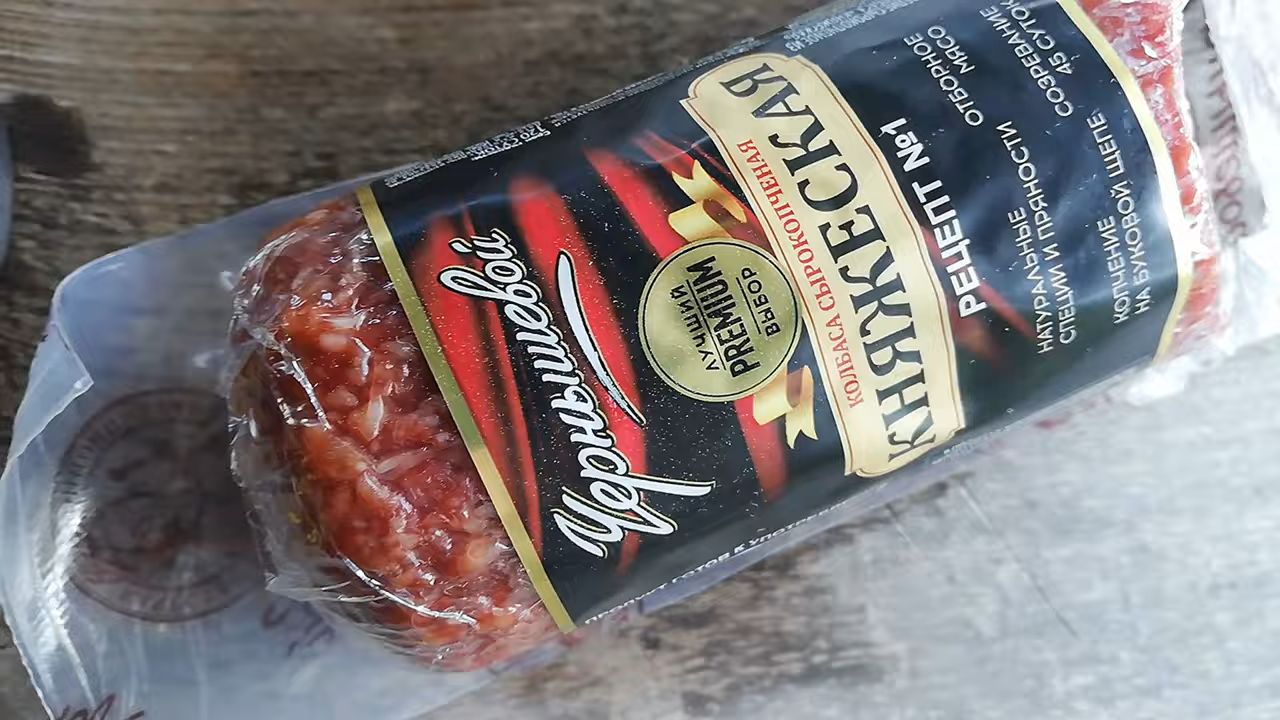 Чернышевой
ЛУЧШИЙ
PREMIUM
ВЫБОР
КОЛБАСА СЫРОКОПЧЕНАЯ
КНЯЖЕСКАЯ
РЕЦЕПТ №1
ОТБОРНОЕ
МЯСО
НАТУРАЛЬНЫЕ
СПЕЦИИ И ПРЯНОСТИ
СОЗРЕВАНИЕ
45 СУТОК
КОПЧЕНИЕ
НА БУКОВОЙ ЩЕПЕ